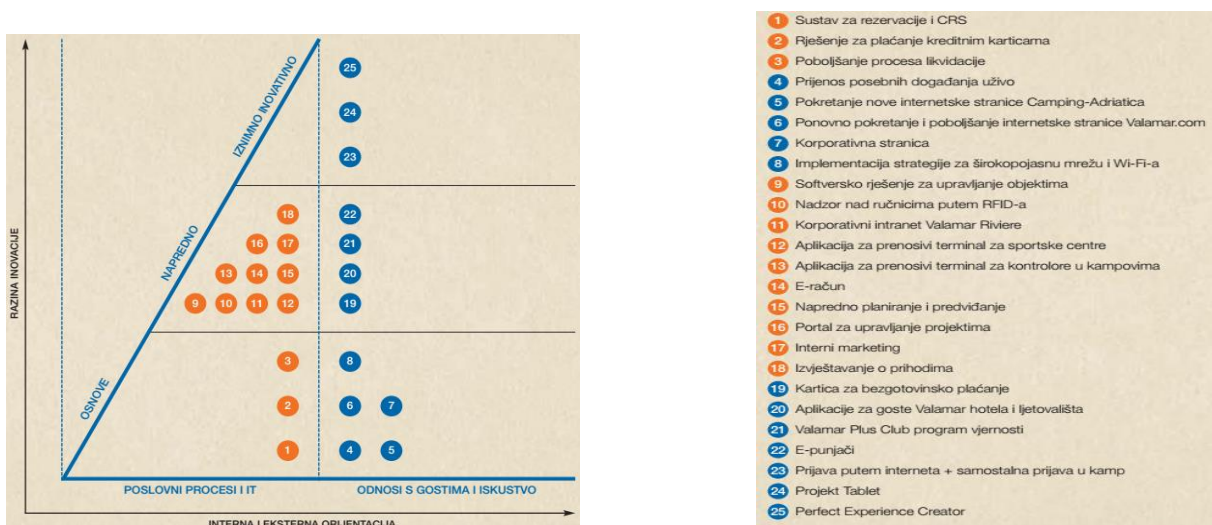 RAZINA INOVACIJE
OSNOVE
NAPREDNO
IZNIMNO INOVATIVNO
25
24
23
18 22
16 17 21
13 14 15 20
9 10 11 12 19
3 8
2 6 7
1 4 5
POSLOVNI PROCESI I IT
ODNOSI S GOSTIMA I ISKUSTVO
INTERNA I EKSTERNA ORIJENTACIJA
1 Sustav za rezervacije i CRS
2 Rješenje za plaćanje kreditnim karticama
3 Poboljšanje procesa likvidacije
4 Prijenos posebnih događanja uživo
5 Pokretanje nove internetske stranice Camping-Adriatica
6 Ponovno pokretanje i poboljšanje internetske stranice Valamar.com
7 Korporativna stranica
8 Implementacija strategije za širokopojasnu mrežu i Wi-Fi-a
9 Softversko rješenje za upravljanje objektima
10 Nadzor nad ručnicima putem RFID-a
11 Korporativni intranet Valamar Riviere
12 Aplikacija za prenosivi terminal za sportske centre
13 Aplikacija za prenosivi terminal za kontrolore u kampovima
14 E-račun
15 Napredno planiranje i predviđanje
16 Portal za upravljanje projektima
17 Interni marketing
18 Izvještavanje o prihodima
19 Kartica za bezgotovinsko plaćanje
20 Aplikacije za goste Valamar hotela i ljetovališta
21 Valamar Plus Club program vjernosti
22 E-punjači
23 Prijava putem interneta + samostalna prijava u kamp
24 Projekt Tablet
25 Perfect Experience Creator